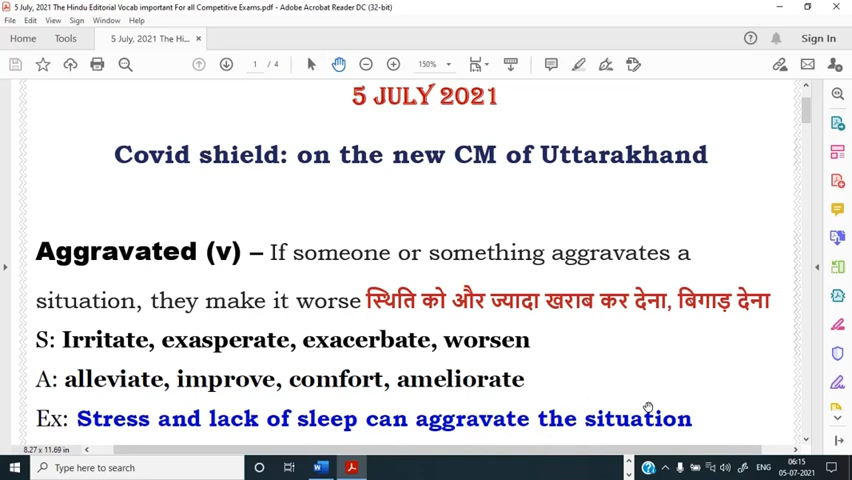 5 July, 2021 The Hindu Editorial Vocab important For all Competitive Exams.pdf - Adobe Acrobat Reader DC (32-bit)
File Edit View Sign Window Help
Home Tools 5 July, 2021 The Hi... × Sign In
1 / 4 150%
5 JULY 2021
Covid shield: on the new CM of Uttarakhand
Aggravated (v) – If someone or something aggravates a
situation, they make it worse स्थिति को और ज्यादा खराब कर देना, बिगाड़ देना
S: Irritate, exasperate, exacerbate, worsen
A: alleviate, improve, comfort, ameliorate
Ex: Stress and lack of sleep can aggravate the situation
8.27 x 11.69 in
Type here to search ENG 06:15
05-07-2021